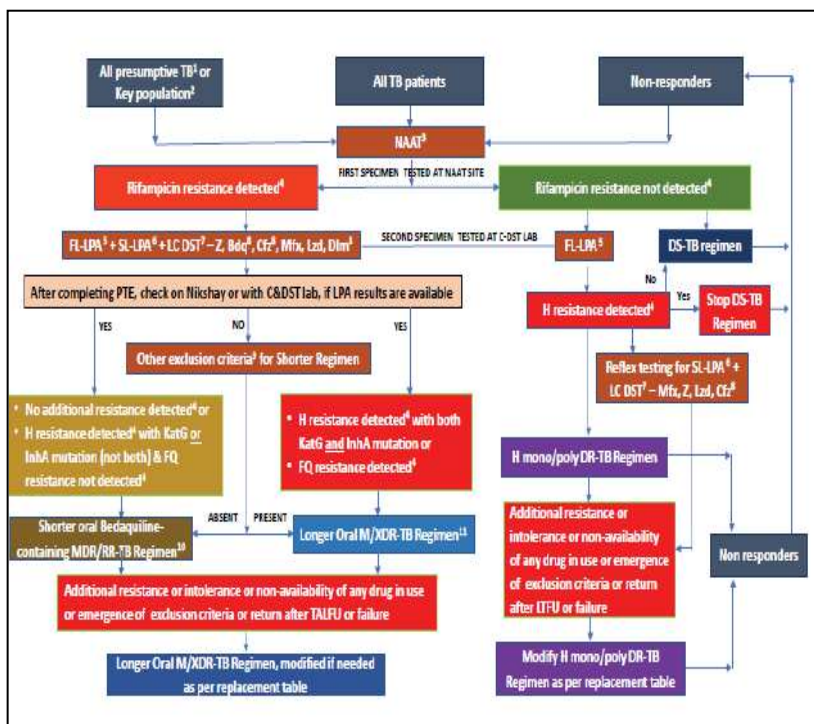 All presumptive TB¹ or
Key population²
All TB patients
Non-responders
NAAT³
FIRST SPECIMEN TESTED AT NAAT SITE
Rifampicin resistance detected⁴
Rifampicin resistance not detected⁴
FL-LPA⁵ + SL-LPA⁶ + LC DST⁷ – Z, Bdq⁸, Cfz⁸, Mfx, Lzd, Dlm⁸
SECOND SPECIMEN TESTED AT C-DST LAB
FL-LPA⁵
DS-TB regimen
After completing PTE, check on Nikshay or with C&DST lab, if LPA results are available
No
H resistance detected⁴
Yes
Stop DS-TB
Regimen
YES
NO
YES
Other exclusion criteria⁹ for Shorter Regimen
Reflex testing for SL-LPA⁶ +
LC DST⁷ – Mfx, Z, Lzd, Cfz⁸
• No additional resistance detected⁴ or
• H resistance detected⁴ with KatG or
InhA mutation (not both) & FQ
resistance not detected⁴
• H resistance detected⁴ with both
KatG and InhA mutation or
• FQ resistance detected⁴
H mono/poly DR-TB Regimen
ABSENT
PRESENT
Shorter oral Bedaquiline-
containing MDR/RR-TB Regimen¹⁰
Longer Oral M/XDR-TB Regimen¹¹
Additional resistance or
intolerance or non-availability
of any drug in use or emergence
of exclusion criteria or return
after LTFU or failure
Non responders
Additional resistance or intolerance or non-availability of any drug in use
or emergence of exclusion criteria or return after TALFU or failure
Longer Oral M/XDR-TB Regimen, modified if needed
as per replacement table
Modify H mono/poly DR-TB
Regimen as per replacement table